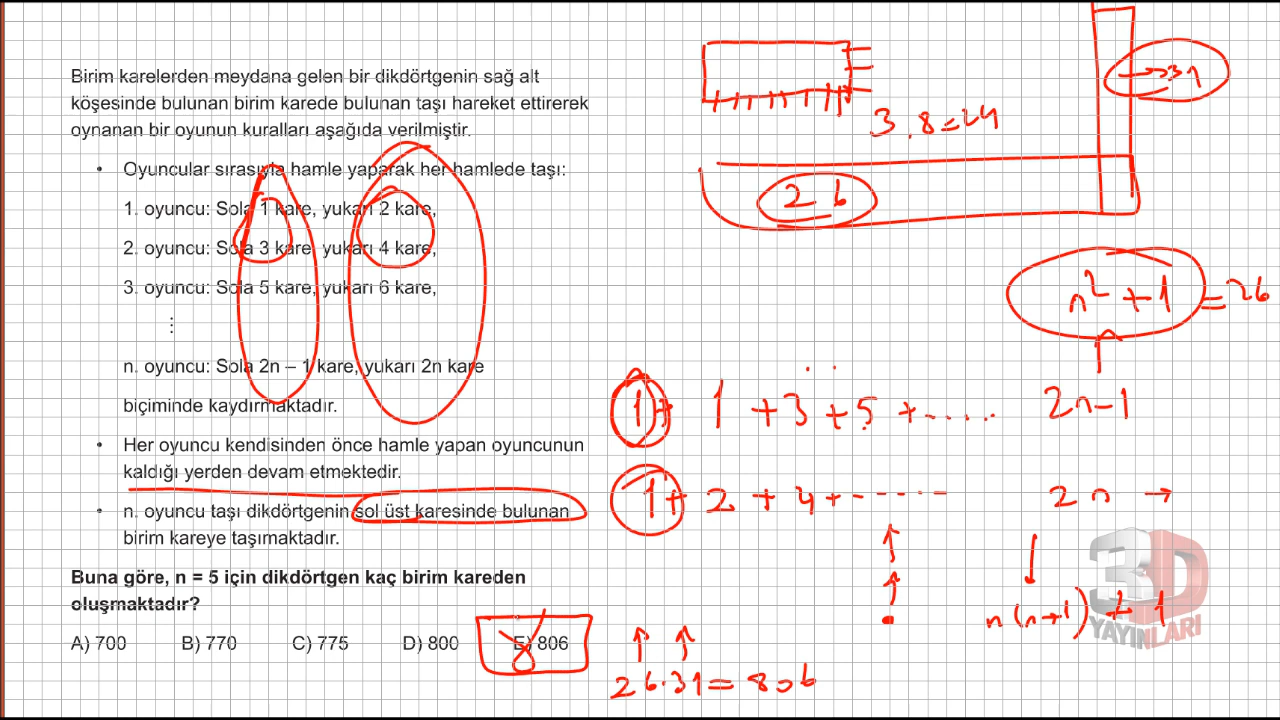 Birim karelerden meydana gelen bir dikdörtgenin sağ alt
köşesinde bulunan birim karede bulunan taşı hareket ettirerek
oynanan bir oyunun kuralları aşağıda verilmiştir.
• Oyuncular sırasıyla hamle yaparak her hamlede taşı:
1. oyuncu: Sola 1 kare, yukarı 2 kare,
2. oyuncu: Sola 3 kare, yukarı 4 kare,
3. oyuncu: Sola 5 kare, yukarı 6 kare,
⋮
n. oyuncu: Sola 2n – 1 kare, yukarı 2n kare
biçiminde kaydırmaktadır.
• Her oyuncu kendisinden önce hamle yapan oyuncunun
kaldığı yerden devam etmektedir.
• n. oyuncu taşı dikdörtgenin sol üst karesinde bulunan
birim kareye taşımaktadır.
Buna göre, n = 5 için dikdörtgen kaç birim kareden
oluşmaktadır?
A) 700 B) 770 C) 775 D) 800 E) 806
3.8=24
→31
26
n²+1 =26
1+ 1 +3+5+..... 2n-1
1+ 2+4+----- 2n →
n(n+1)+1
26.31=806
3D
YAYINLARI